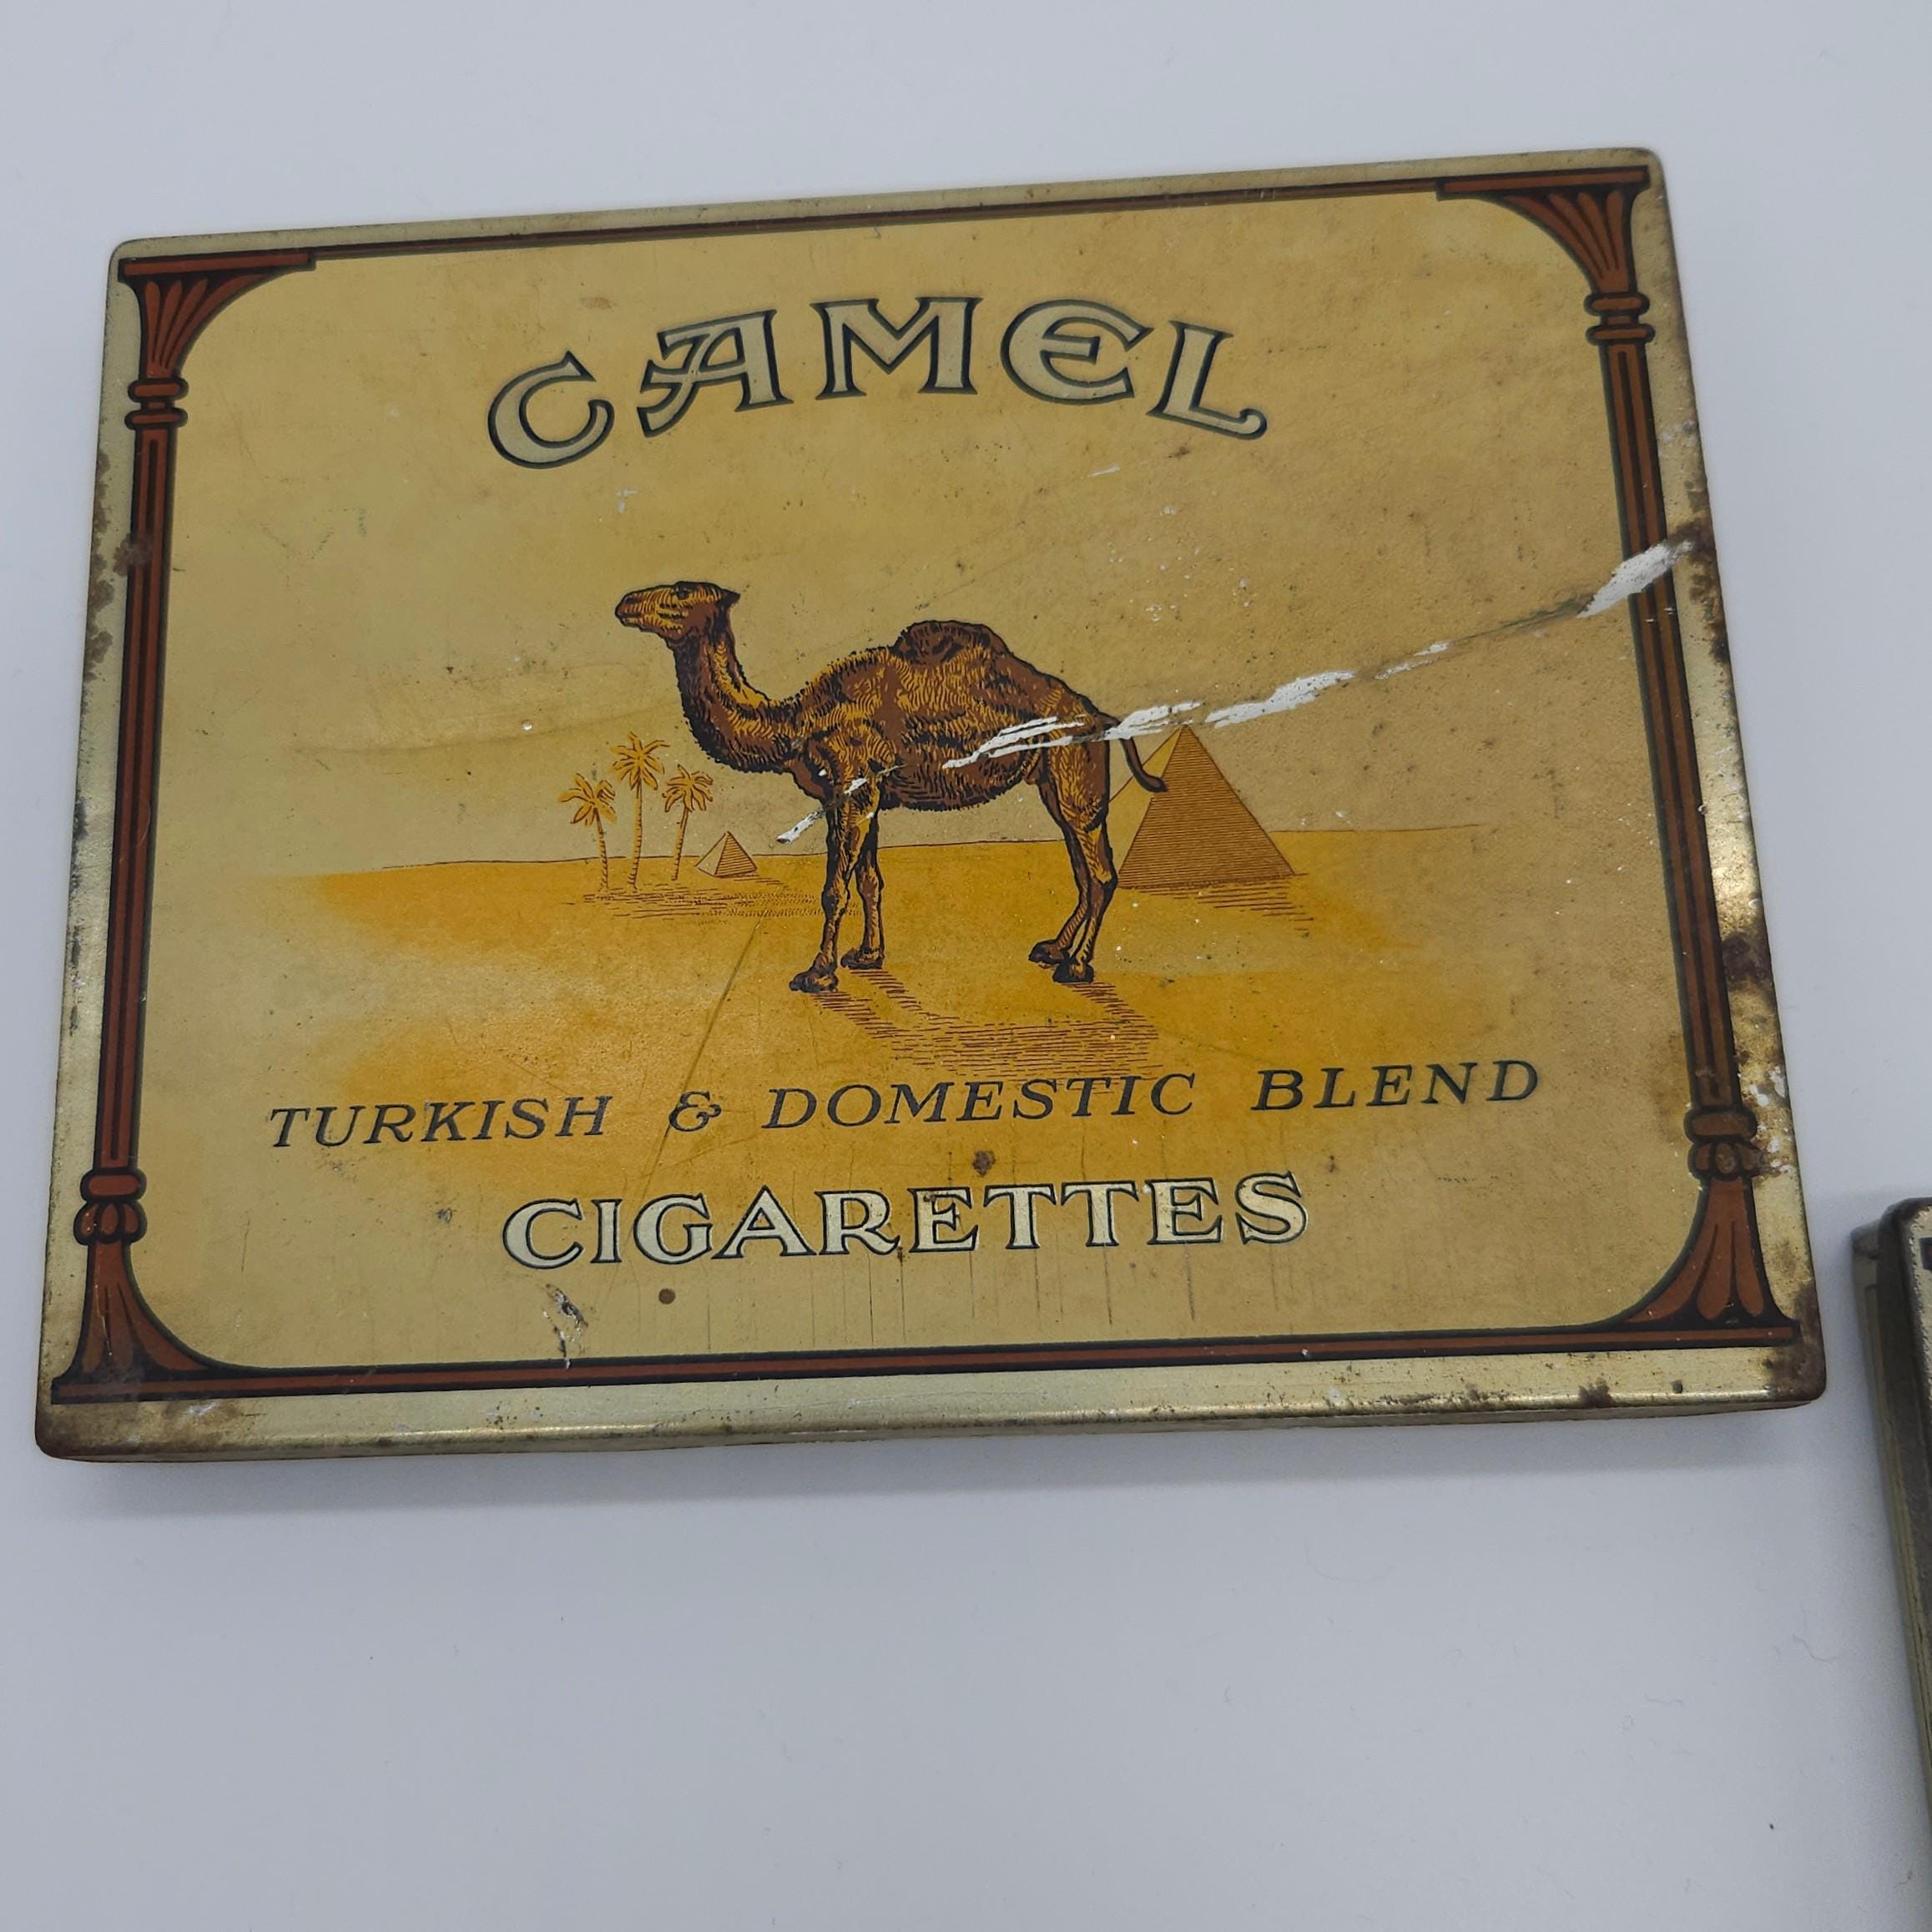 CAMEL
TURKISH & DOMESTIC BLEND
CIGARETTES